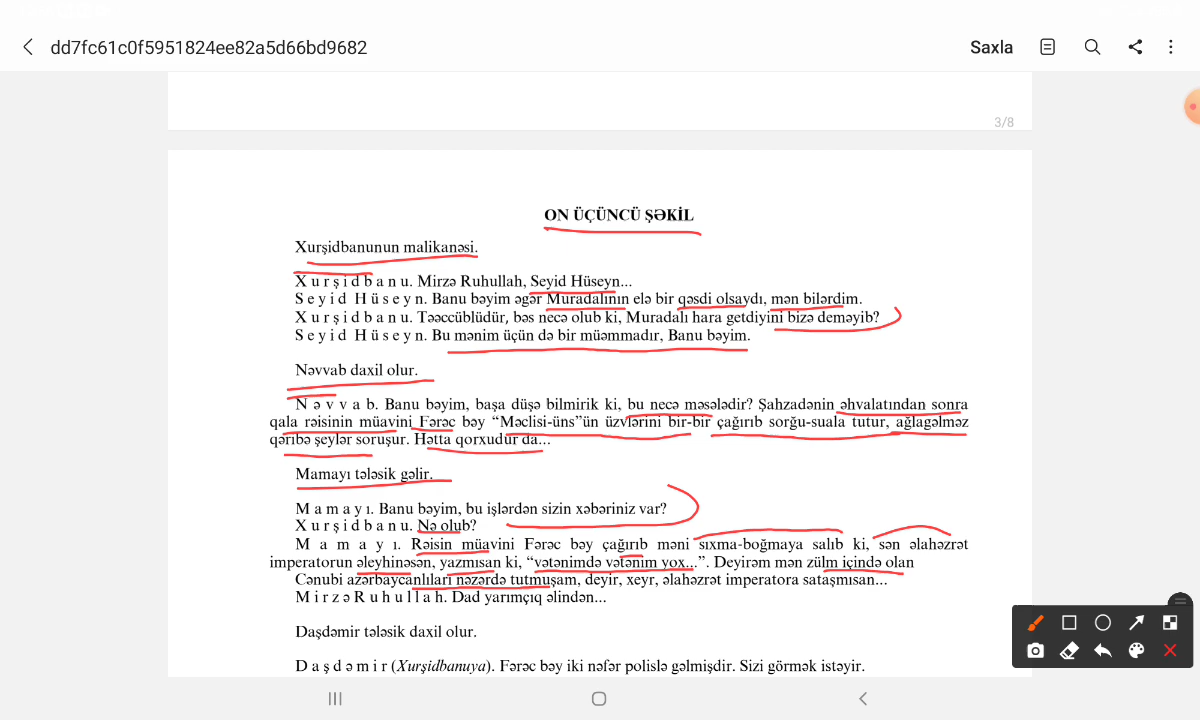 dd7fc61c0f5951824ee82a5d66bd9682
Saxla
3/8
ON ÜÇÜNCÜ ŞƏKİL
Xurşidbanunun malikanəsi.
X u r ş i d b a n u. Mirzə Ruhullah, Seyid Hüseyn...
S e y i d H ü s e y n. Banu bəyim əgər Muradalının elə bir qəsdi olsaydı, mən bilərdim.
X u r ş i d b a n u. Təəccüblüdür, bəs necə olub ki, Muradalı hara getdiyini bizə deməyib?
S e y i d H ü s e y n. Bu mənim üçün də bir müəmmadır, Banu bəyim.
Nəvvab daxil olur.
N ə v v a b. Banu bəyim, başa düşə bilmirik ki, bu necə məsələdir? Şahzadənin əhvalatından sonra
qala rəisinin müavini Fərəc bəy “Məclisi-üns”ün üzvlərini bir-bir çağırıb sorğu-suala tutur, ağlagəlməz
qəribə şeylər soruşur. Hətta qorxudur da...
Mamayı tələsik gəlir.
M a m a y ı. Banu bəyim, bu işlərdən sizin xəbəriniz var?
X u r ş i d b a n u. Nə olub?
M a m a y ı. Rəisin müavini Fərəc bəy çağırıb məni sıxma-boğmaya salıb ki, sən əlahəzrət
imperatorun əleyhinəsən, yazmısan ki, “vətənimdə vətənim yox...”. Deyirəm mən zülm içində olan
Cənubi azərbaycanlıları nəzərdə tutmuşam, deyir, xeyr, əlahəzrət imperatora sataşmısan...
M i r z ə R u h u l l a h. Dad yarımçıq əlindən...
Daşdəmir tələsik daxil olur.
D a ş d ə m i r (Xurşidbanuya). Fərəc bəy iki nəfər polislə gəlmişdir. Sizi görmək istəyir.